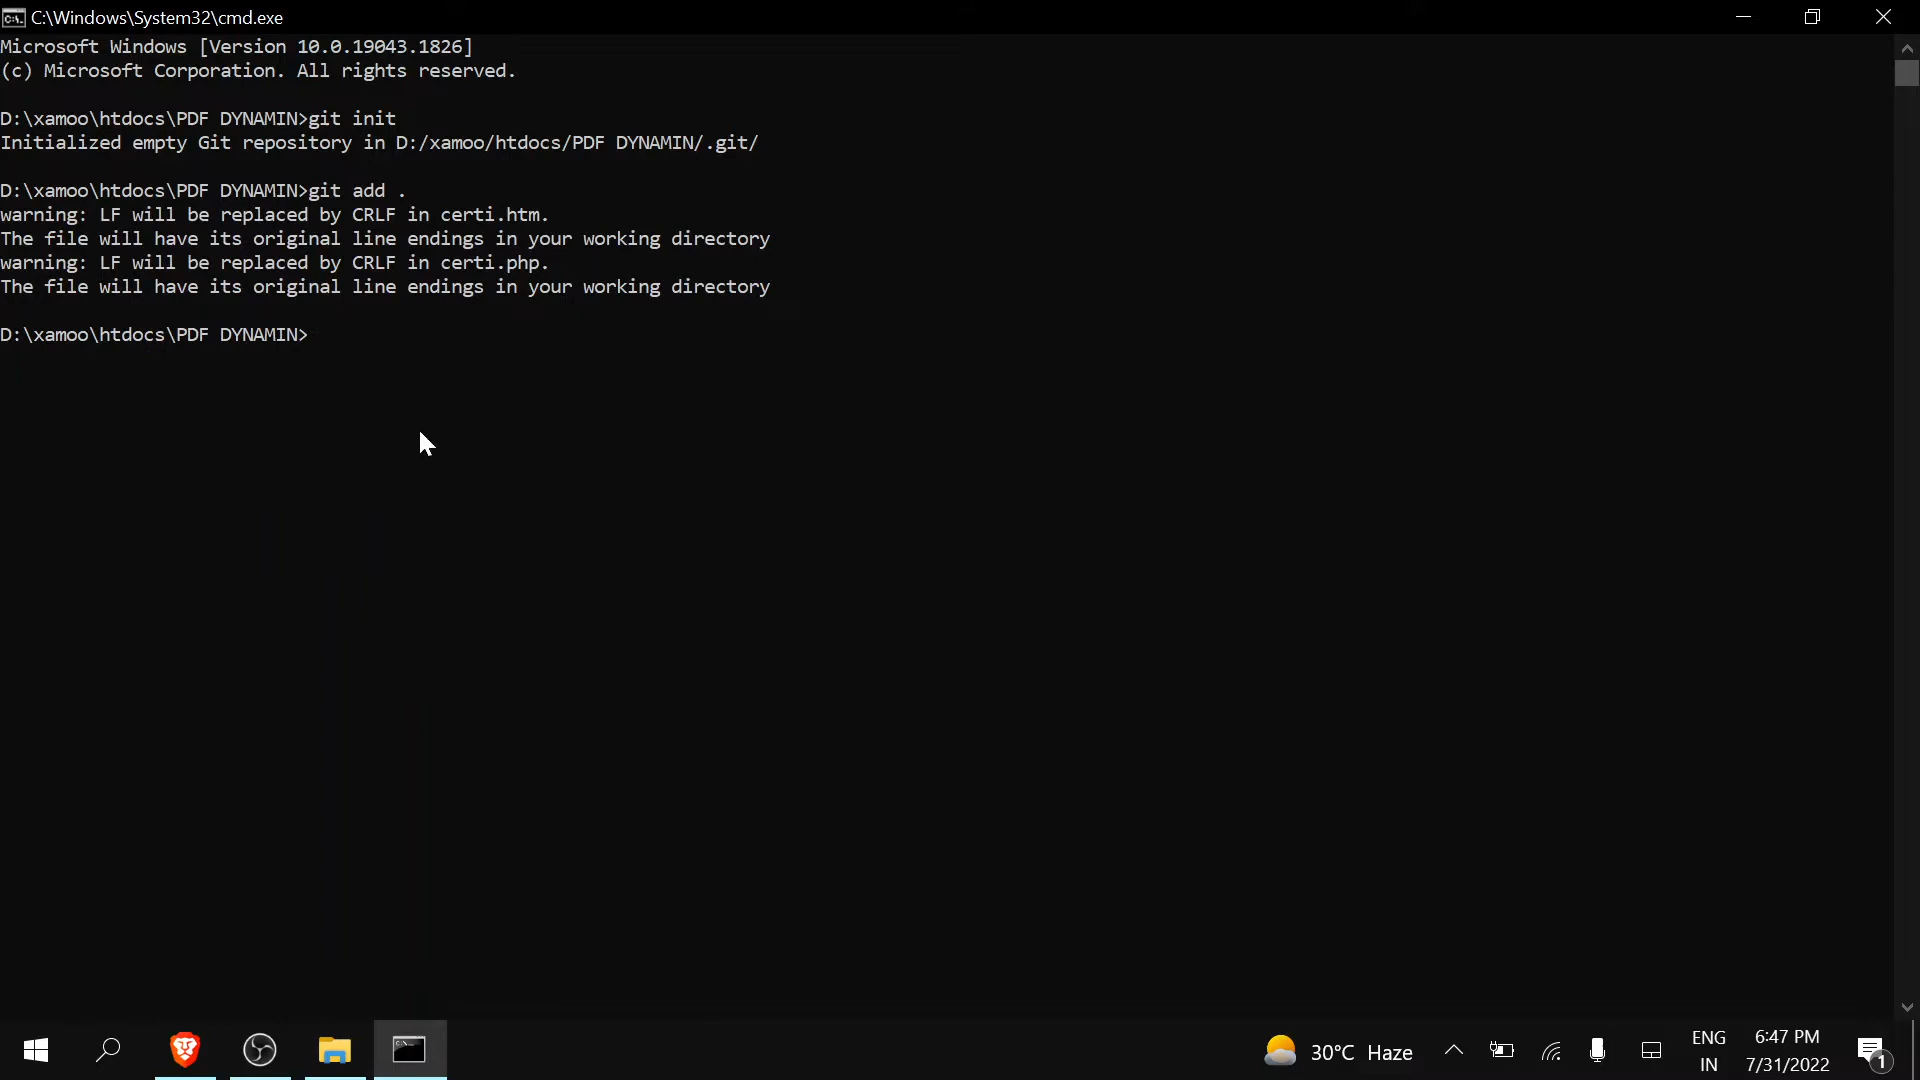 C:\Windows\System32\cmd.exe
Microsoft Windows [Version 10.0.19043.1826]
(c) Microsoft Corporation. All rights reserved.
D:\xamoo\htdocs\PDF DYNAMIN>git init
Initialized empty Git repository in D:/xamoo/htdocs/PDF DYNAMIN/.git/
D:\xamoo\htdocs\PDF DYNAMIN>git add .
warning: LF will be replaced by CRLF in certi.htm.
The file will have its original line endings in your working directory
warning: LF will be replaced by CRLF in certi.php.
The file will have its original line endings in your working directory
D:\xamoo\htdocs\PDF DYNAMIN>
30°C Haze
ENG
IN
6:47 PM
7/31/2022
1